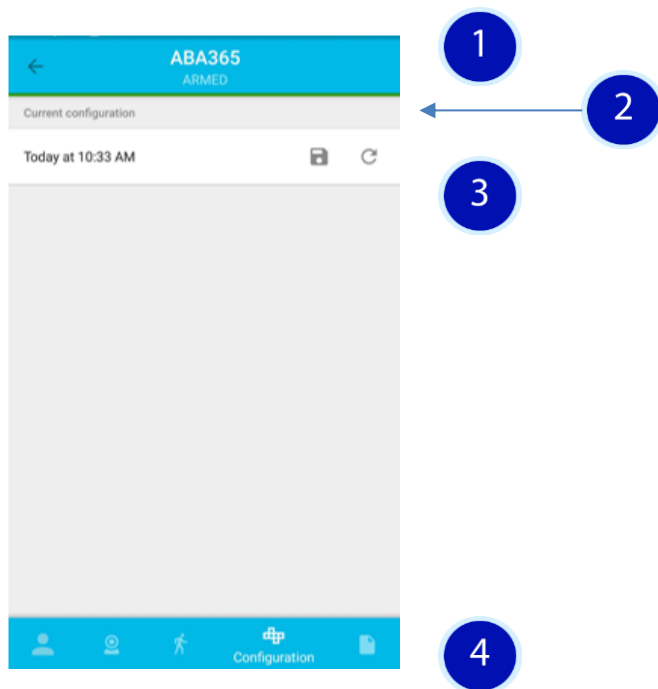 ABA365
ARMED
1
Current configuration
2
Today at 10:33 AM
3
Configuration
4